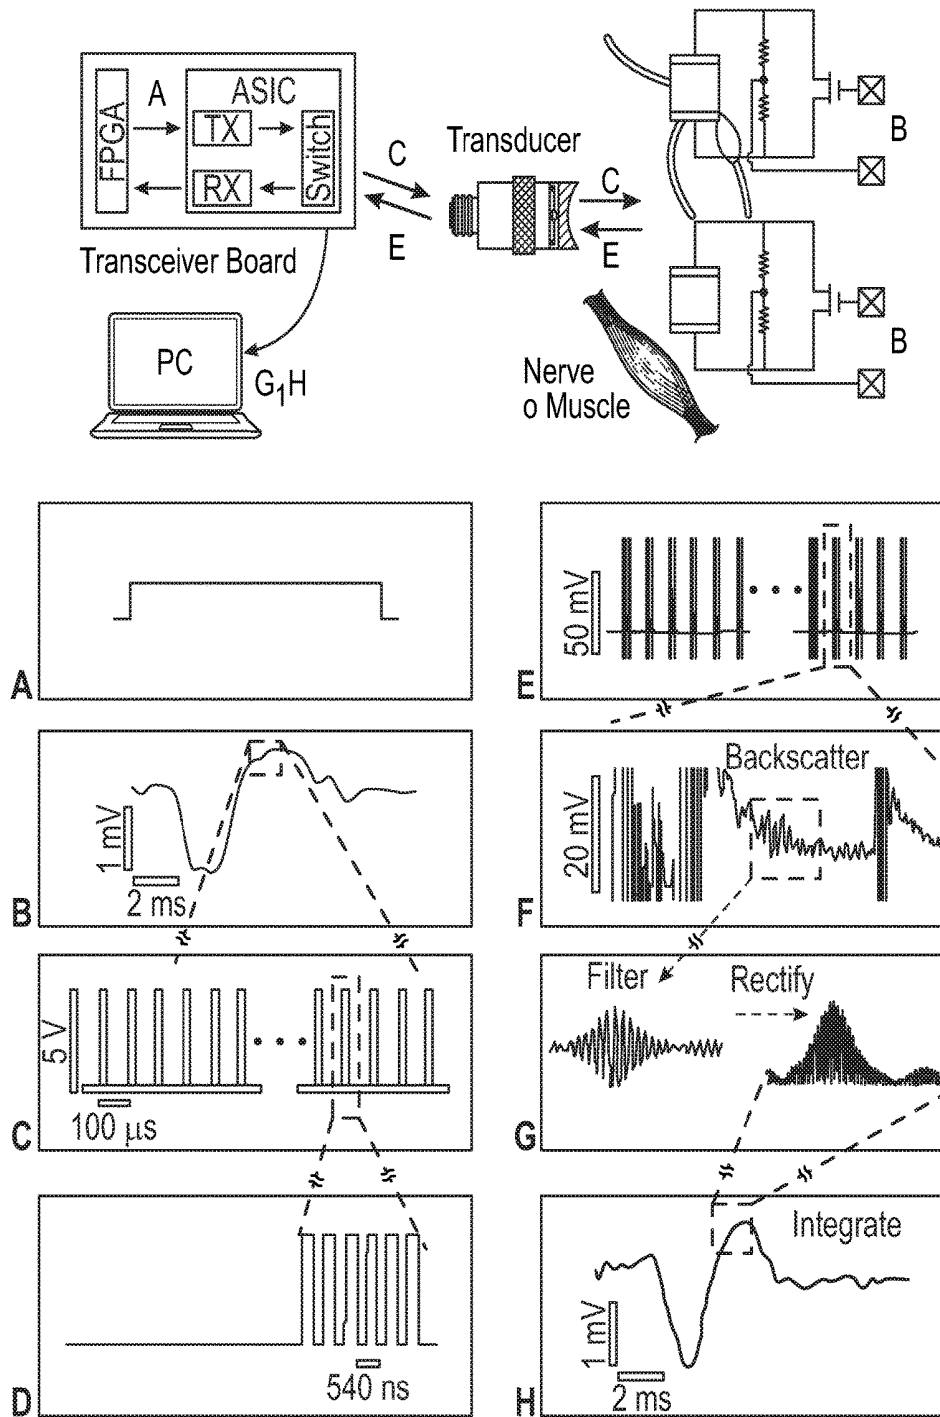 FPGA
A
ASIC
TX
RX
Switch
Transceiver Board
C
E
Transducer
C
E
B
B
PC
G₁H
Nerve
o Muscle
A
1 mV
2 ms
B
5 V
100 μs
C
540 ns
D
50 mV
E
Backscatter
20 mV
F
Filter
Rectify
G
Integrate
1 mV
2 ms
H